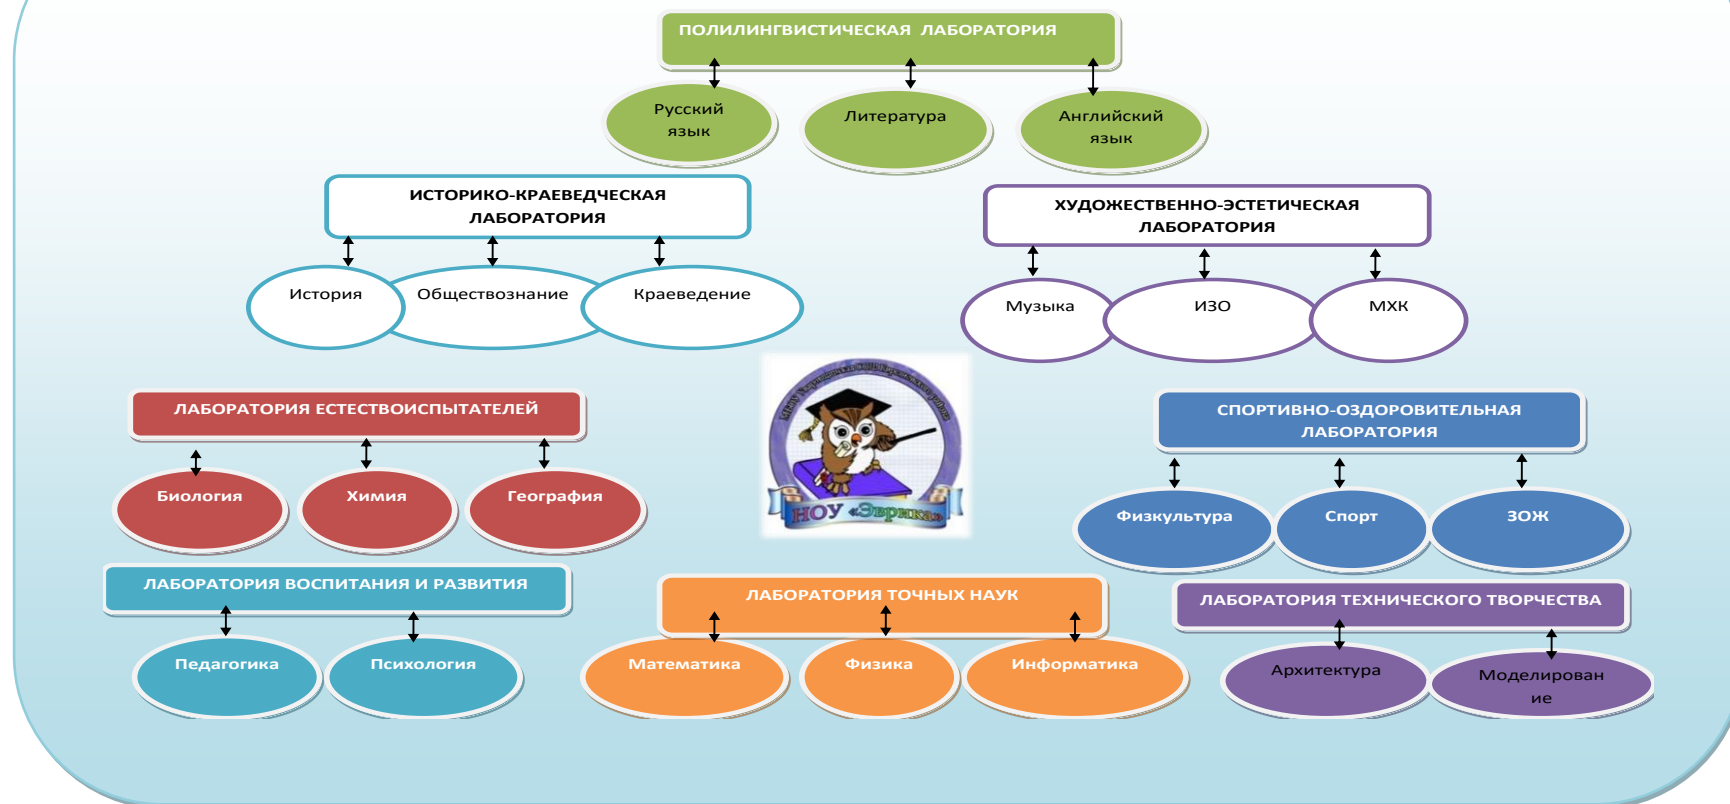 ПОЛИЛИНГВИСТИЧЕСКАЯ ЛАБОРАТОРИЯ
Русский
язык
Литература
Английский
язык
ИСТОРИКО-КРАЕВЕДЧЕСКАЯ
ЛАБОРАТОРИЯ
История
Обществознание
Краеведение
ХУДОЖЕСТВЕННО-ЭСТЕТИЧЕСКАЯ
ЛАБОРАТОРИЯ
Музыка
ИЗО
МХК
ЛАБОРАТОРИЯ ЕСТЕСТВОИСПЫТАТЕЛЕЙ
Биология
Химия
География
НОУ «Эврика»
СПОРТИВНО-ОЗДОРОВИТЕЛЬНАЯ
ЛАБОРАТОРИЯ
Физкультура
Спорт
ЗОЖ
ЛАБОРАТОРИЯ ВОСПИТАНИЯ И РАЗВИТИЯ
Педагогика
Психология
ЛАБОРАТОРИЯ ТОЧНЫХ НАУК
Математика
Физика
Информатика
ЛАБОРАТОРИЯ ТЕХНИЧЕСКОГО ТВОРЧЕСТВА
Архитектура
Моделирован
ие